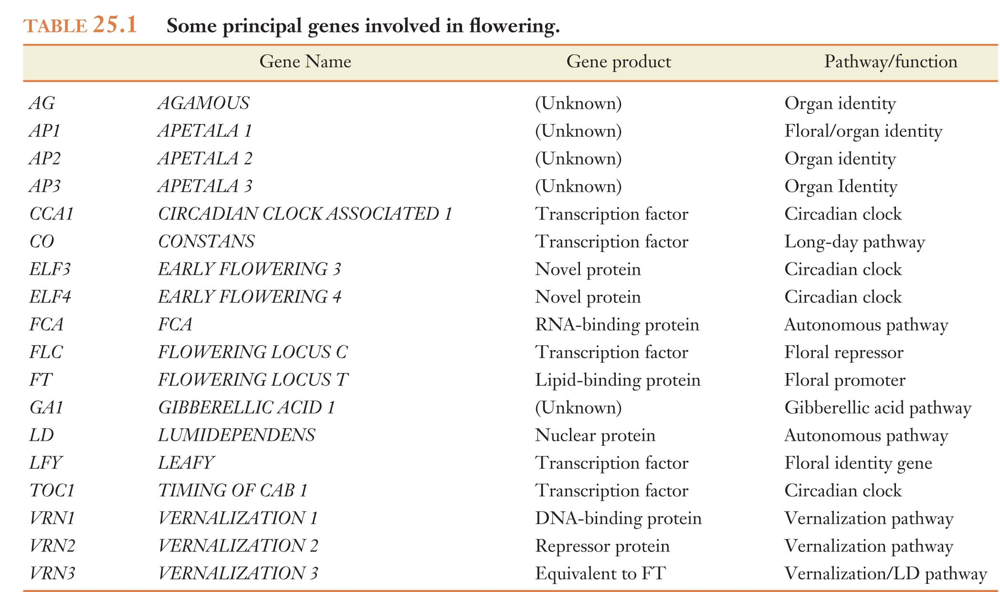 TABLE 25.1 Some principal genes involved in flowering.
Gene Name Gene product Pathway/function
AG AGAMOUS (Unknown) Organ identity
AP1 APETALA 1 (Unknown) Floral/organ identity
AP2 APETALA 2 (Unknown) Organ identity
AP3 APETALA 3 (Unknown) Organ Identity
CCA1 CIRCADIAN CLOCK ASSOCIATED 1 Transcription factor Circadian clock
CO CONSTANS Transcription factor Long-day pathway
ELF3 EARLY FLOWERING 3 Novel protein Circadian clock
ELF4 EARLY FLOWERING 4 Novel protein Circadian clock
FCA FCA RNA-binding protein Autonomous pathway
FLC FLOWERING LOCUS C Transcription factor Floral repressor
FT FLOWERING LOCUS T Lipid-binding protein Floral promoter
GA1 GIBBERELLIC ACID 1 (Unknown) Gibberellic acid pathway
LD LUMIDEPENDENS Nuclear protein Autonomous pathway
LFY LEAFY Transcription factor Floral identity gene
TOC1 TIMING OF CAB 1 Transcription factor Circadian clock
VRN1 VERNALIZATION 1 DNA-binding protein Vernalization pathway
VRN2 VERNALIZATION 2 Repressor protein Vernalization pathway
VRN3 VERNALIZATION 3 Equivalent to FT Vernalization/LD pathway